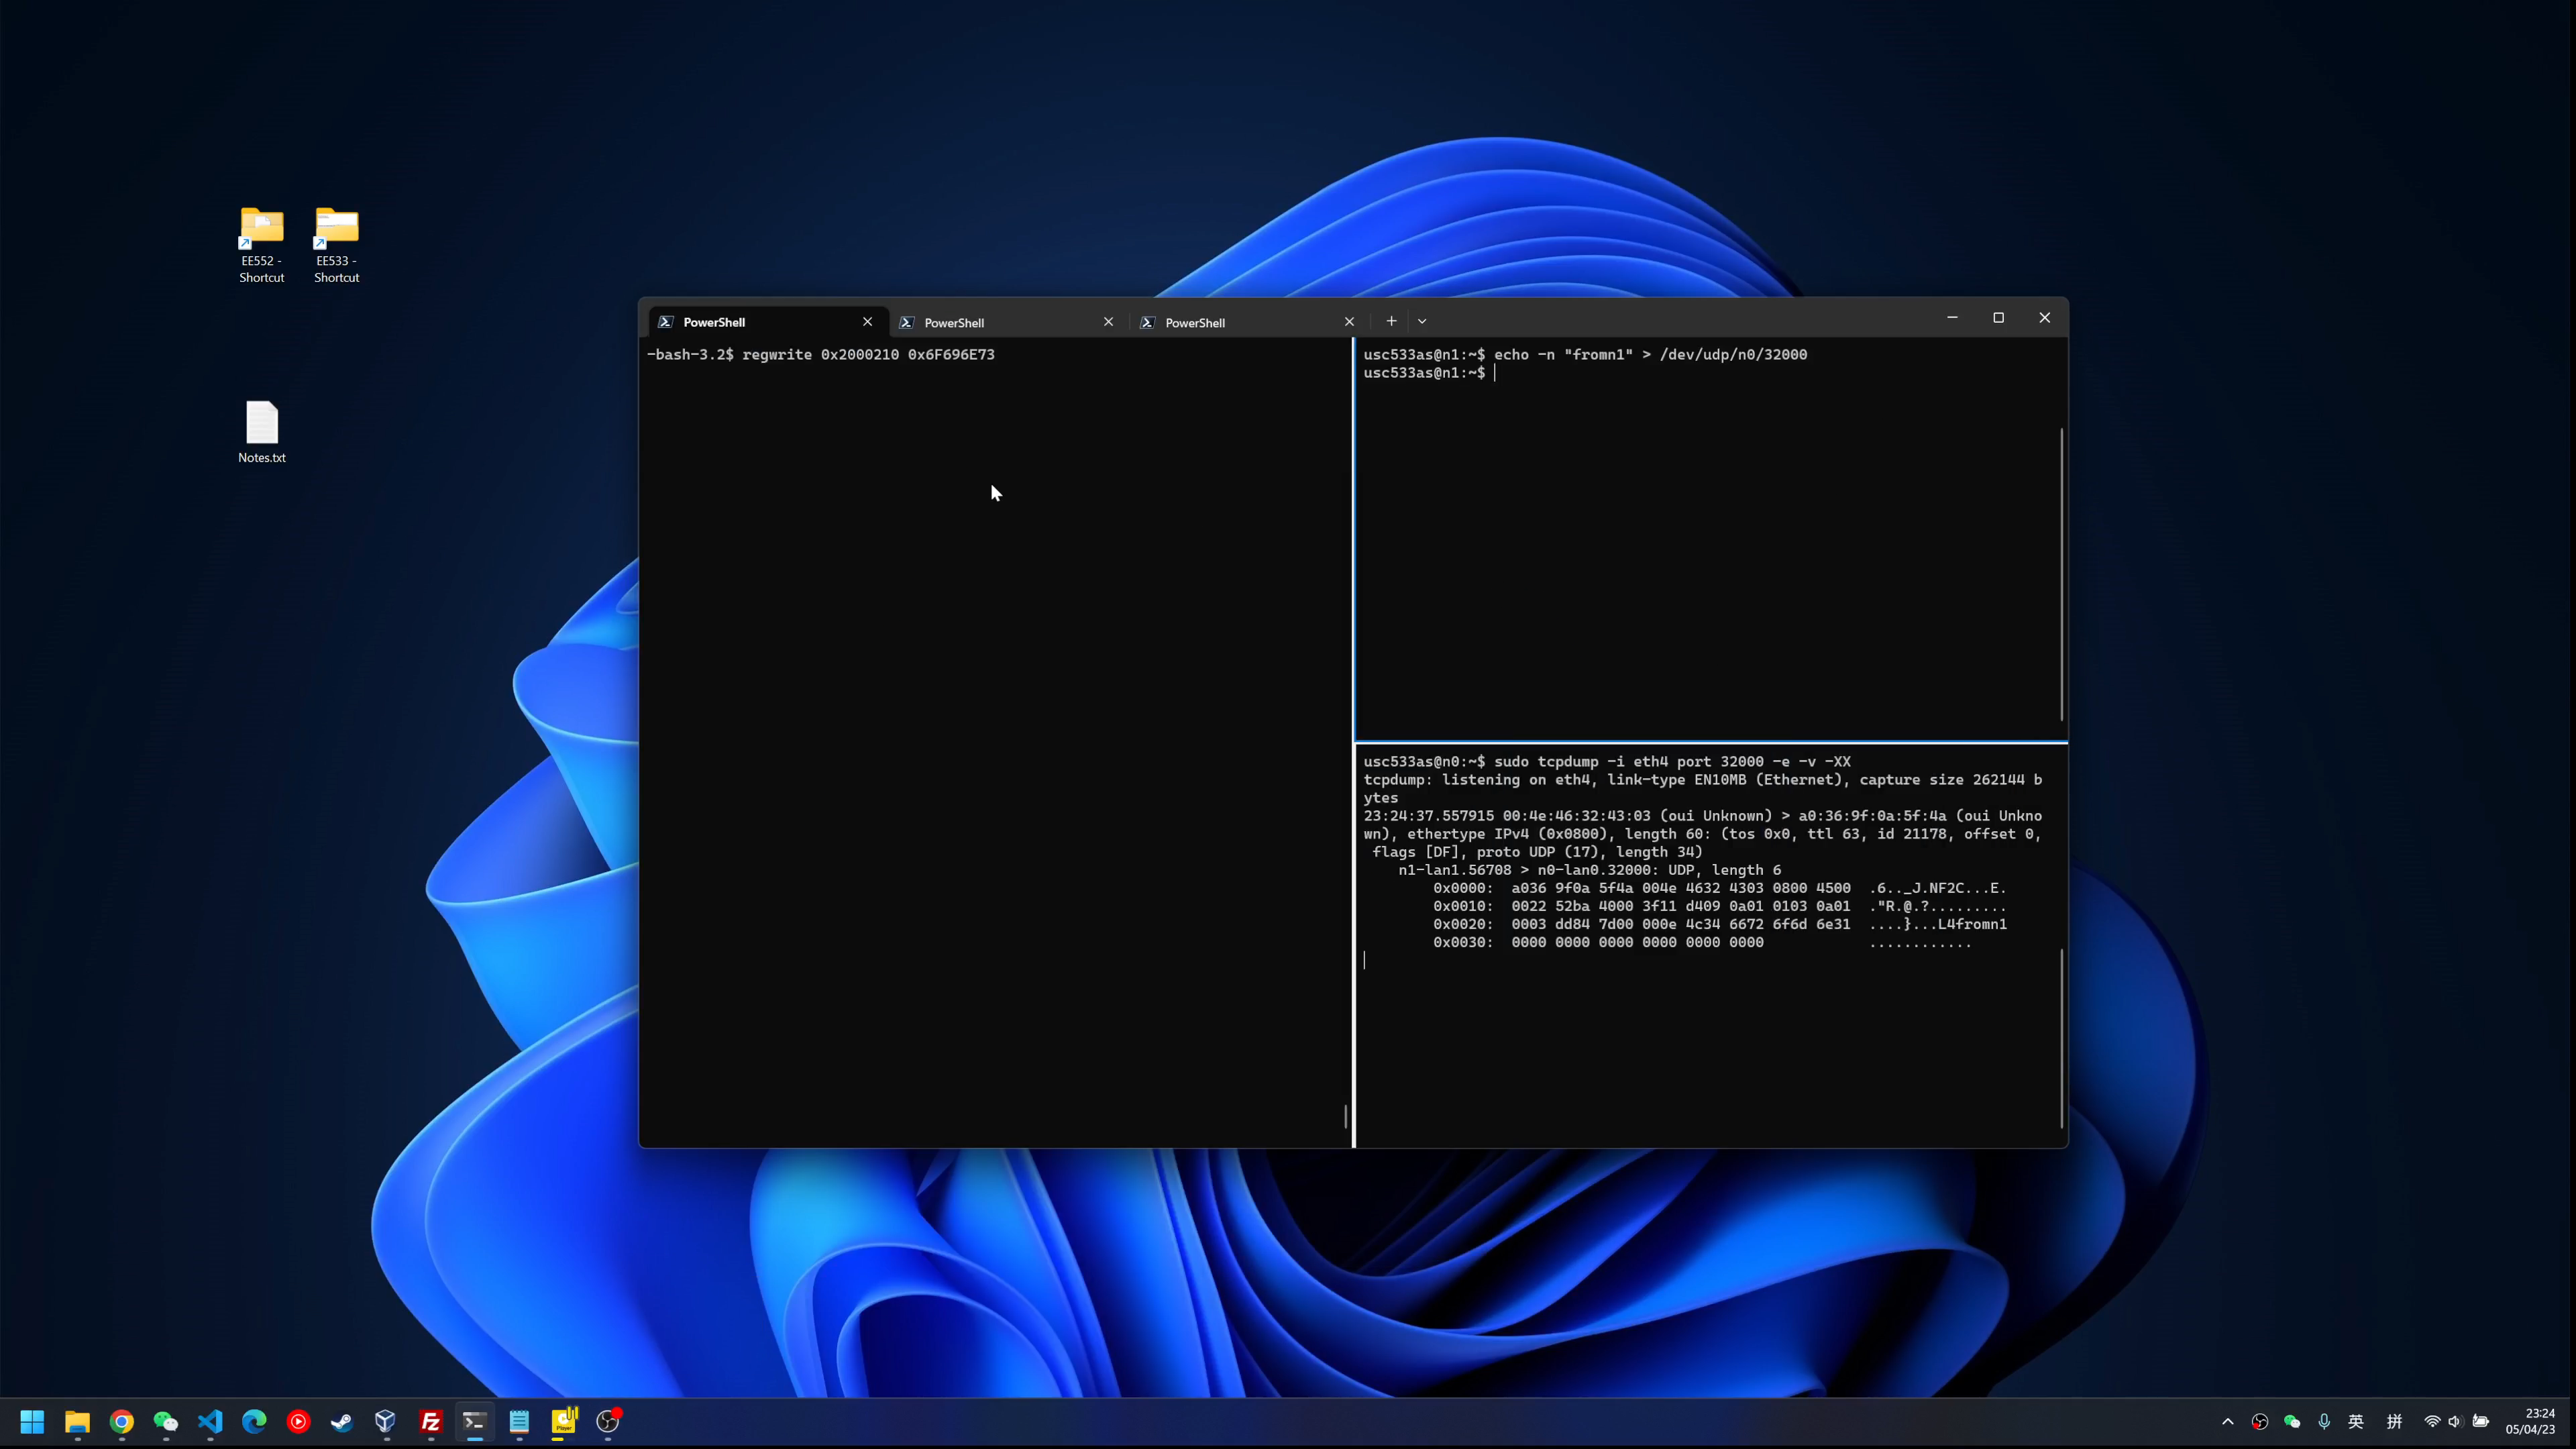 EE552 -
Shortcut
EE533 -
Shortcut
Notes.txt
PowerShell
PowerShell
PowerShell
-bash-3.2$ regwrite 0x2000210 0x6F696E73
usc533as@n1:~$ echo -n "fromn1" > /dev/udp/n0/32000
usc533as@n1:~$
usc533as@n0:~$ sudo tcpdump -i eth4 port 32000 -e -v -XX
tcpdump: listening on eth4, link-type EN10MB (Ethernet), capture size 262144 b
ytes
23:24:37.557915 00:4e:46:32:43:03 (oui Unknown) > a0:36:9f:0a:5f:4a (oui Unkno
wn), ethertype IPv4 (0x0800), length 60: (tos 0x0, ttl 63, id 21178, offset 0,
flags [DF], proto UDP (17), length 34)
n1-lan1.56708 > n0-lan0.32000: UDP, length 6
0x0000: a036 9f0a 5f4a 004e 4632 4303 0800 4500 .6.._J.NF2C...E.
0x0010: 0022 52ba 4000 3f11 d409 0a01 0103 0a01 ."R.@.?.........
0x0020: 0003 dd84 7d00 000e 4c34 6672 6f6d 6e31 ....}...L4fromn1
0x0030: 0000 0000 0000 0000 0000 0000 ............
Fz
Player
英
拼
23:24
05/04/23